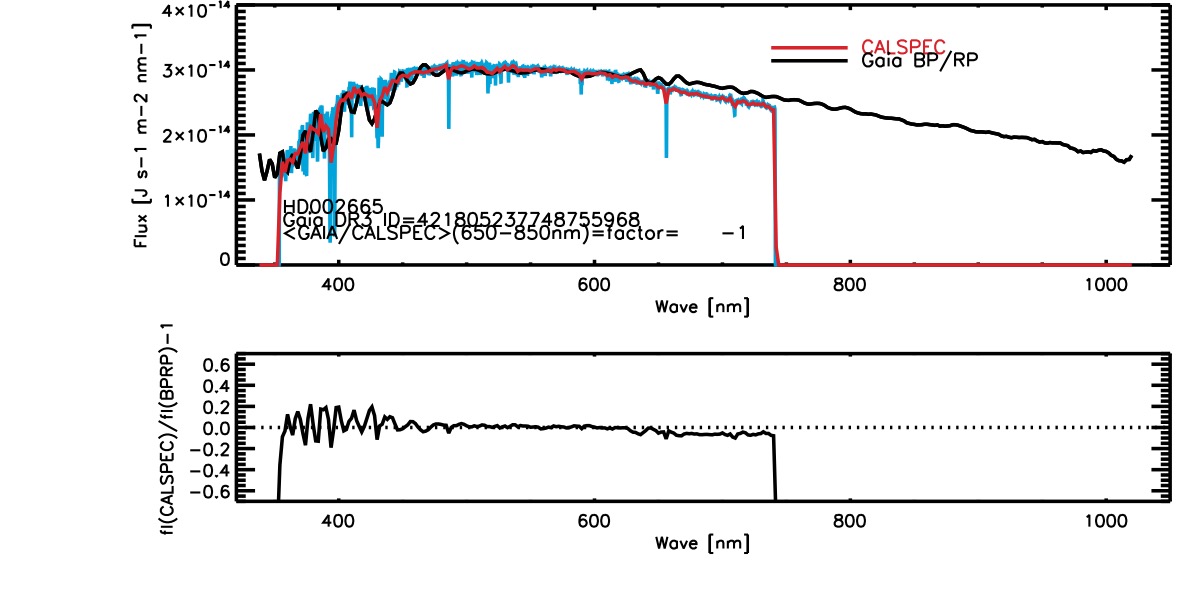 4×10⁻¹⁴
3×10⁻¹⁴
2×10⁻¹⁴
1×10⁻¹⁴
0
Flux [J s−1 m−2 nm−1]
CALSPEC
Gaia BP/RP
HD002665
Gaia DR3 ID=421805237748755968
<GAIA/CALSPEC>(650−850nm)=factor= −1
400 600 800 1000
Wave [nm]
fl(CALSPEC)/fl(BPRP)−1
0.6
0.4
0.2
0.0
−0.2
−0.4
−0.6
400 600 800 1000
Wave [nm]